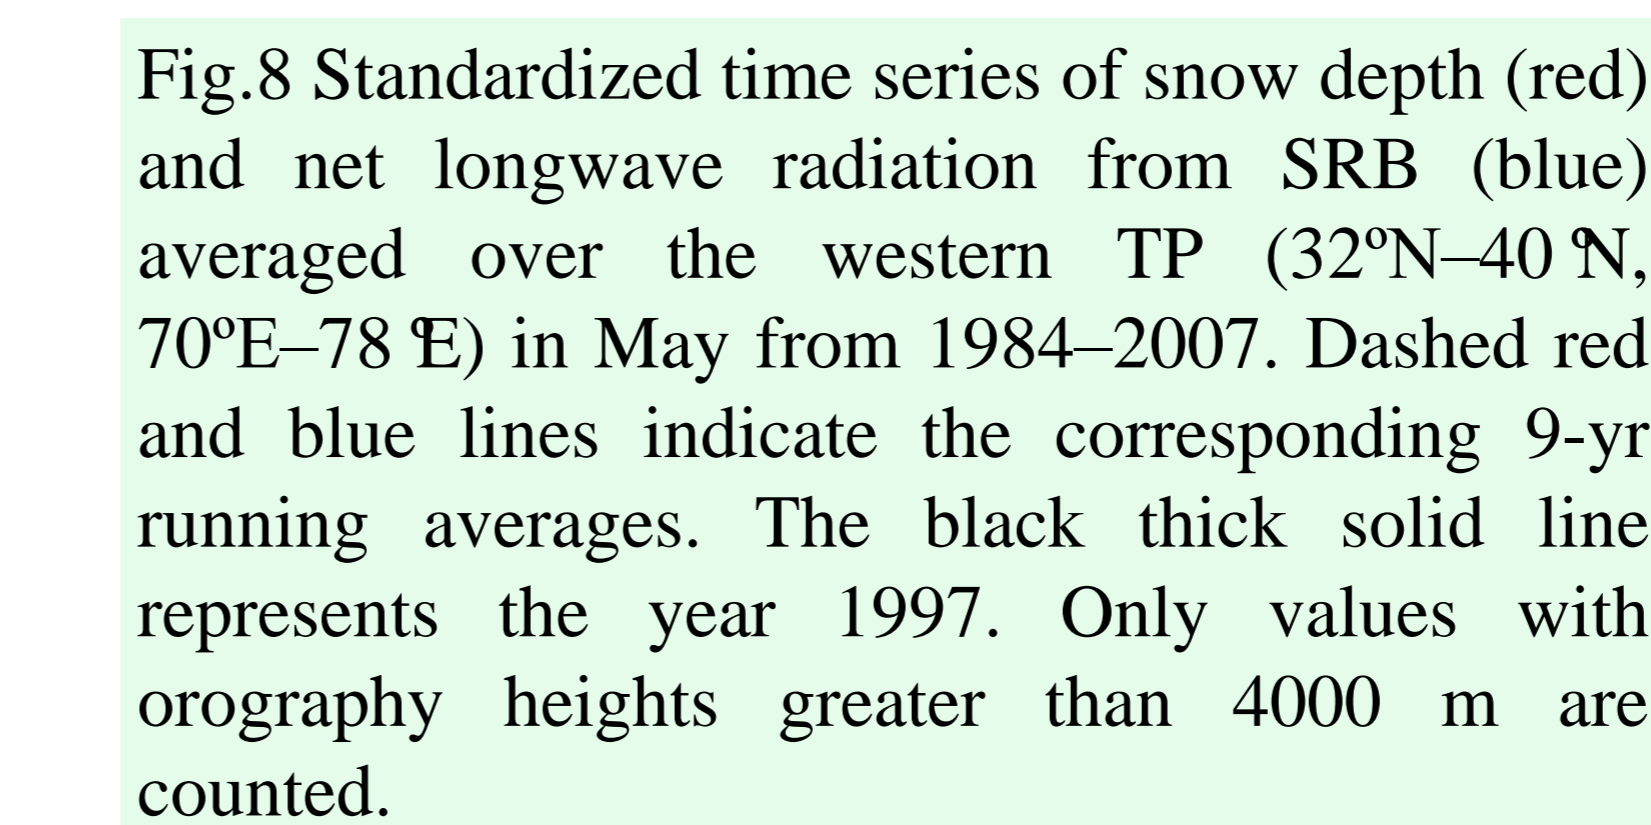 Fig.8 Standardized time series of snow depth (red)
and net longwave radiation from SRB (blue)
averaged over the western TP (32ºN–40 ºN,
70ºE–78 ºE) in May from 1984–2007. Dashed red
and blue lines indicate the corresponding 9-yr
running averages. The black thick solid line
represents the year 1997. Only values with
orography heights greater than 4000 m are
counted.